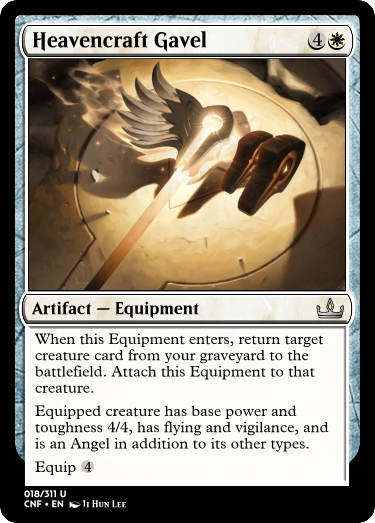 Heavencraft Gavel 4
Artifact — Equipment
When this Equipment enters, return target
creature card from your graveyard to the
battlefield. Attach this Equipment to that
creature.
Equipped creature has base power and
toughness 4/4, has flying and vigilance, and
is an Angel in addition to its other types.
Equip 4
018/311 U
CNF • EN Ji Hun Lee